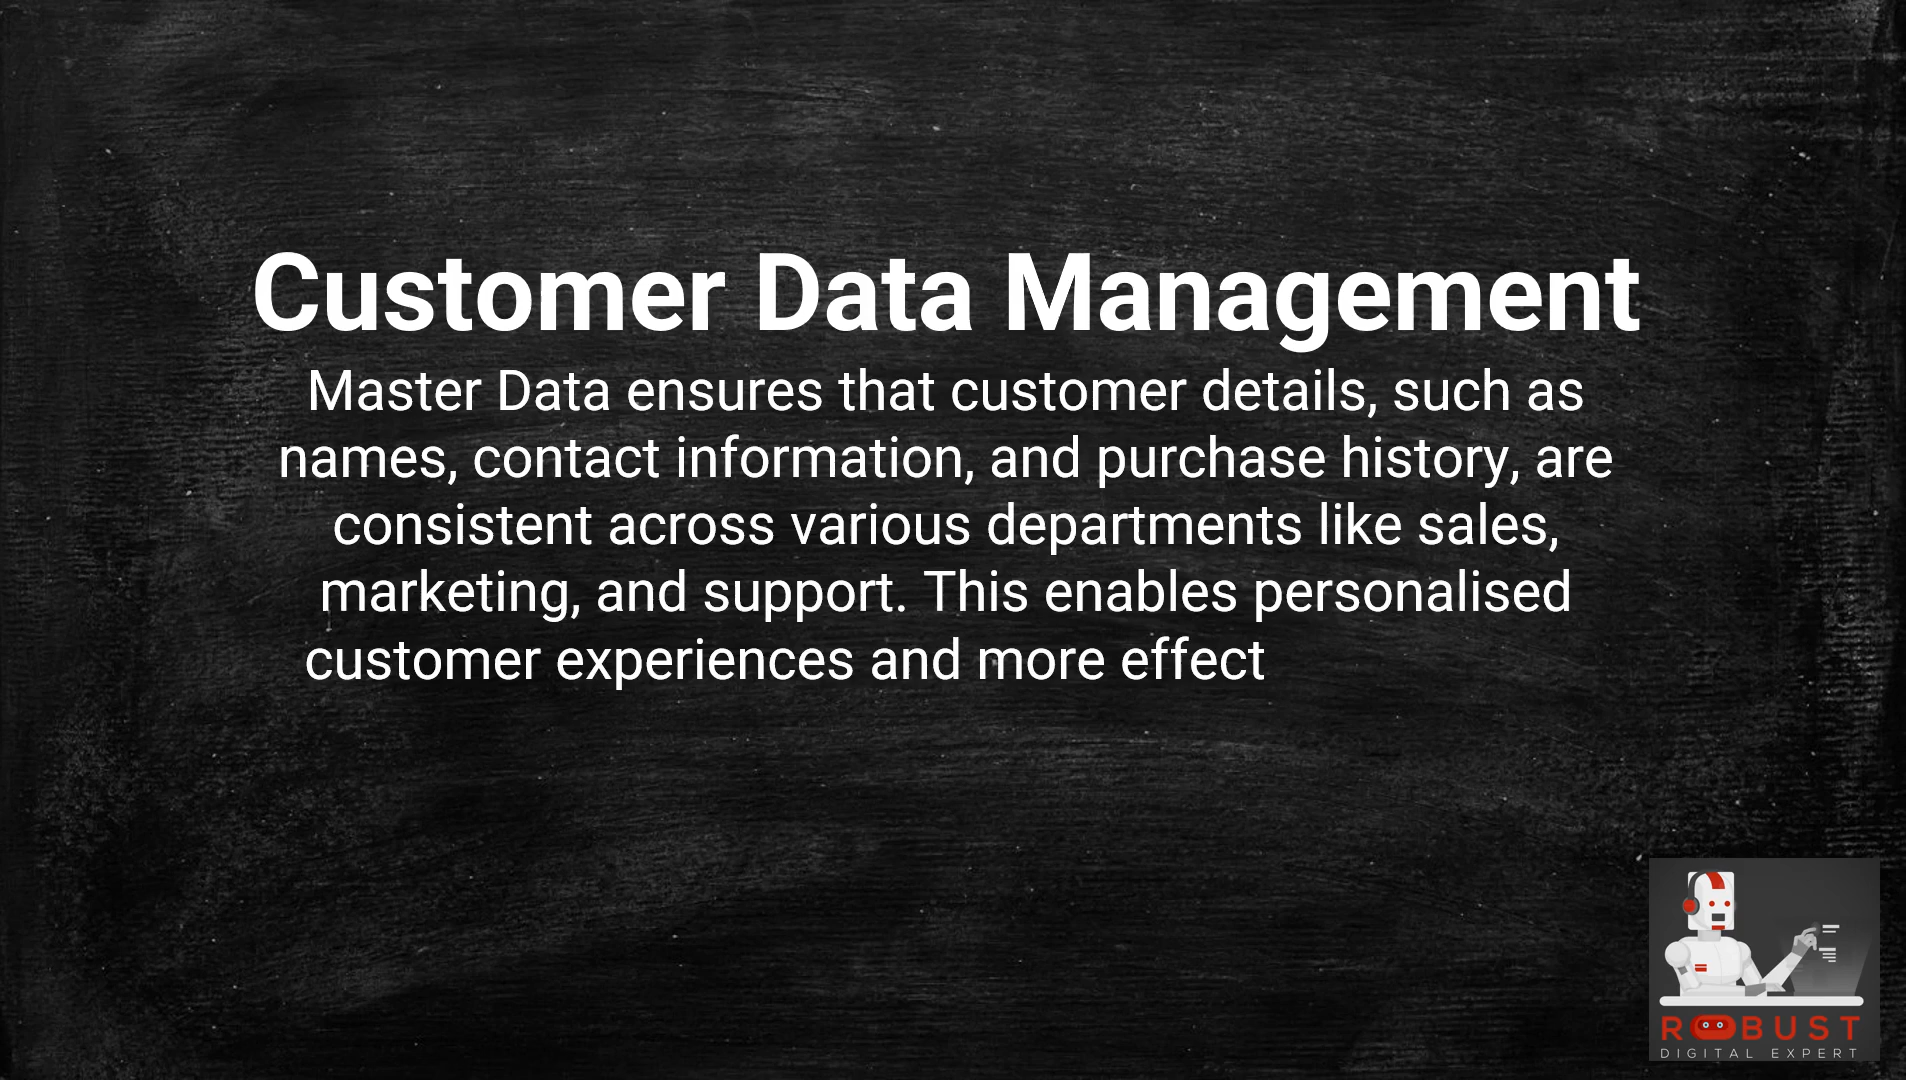 Customer Data Management
Master Data ensures that customer details, such as
names, contact information, and purchase history, are
consistent across various departments like sales,
marketing, and support. This enables personalised
customer experiences and more effect
ROBUST
DIGITAL EXPERT